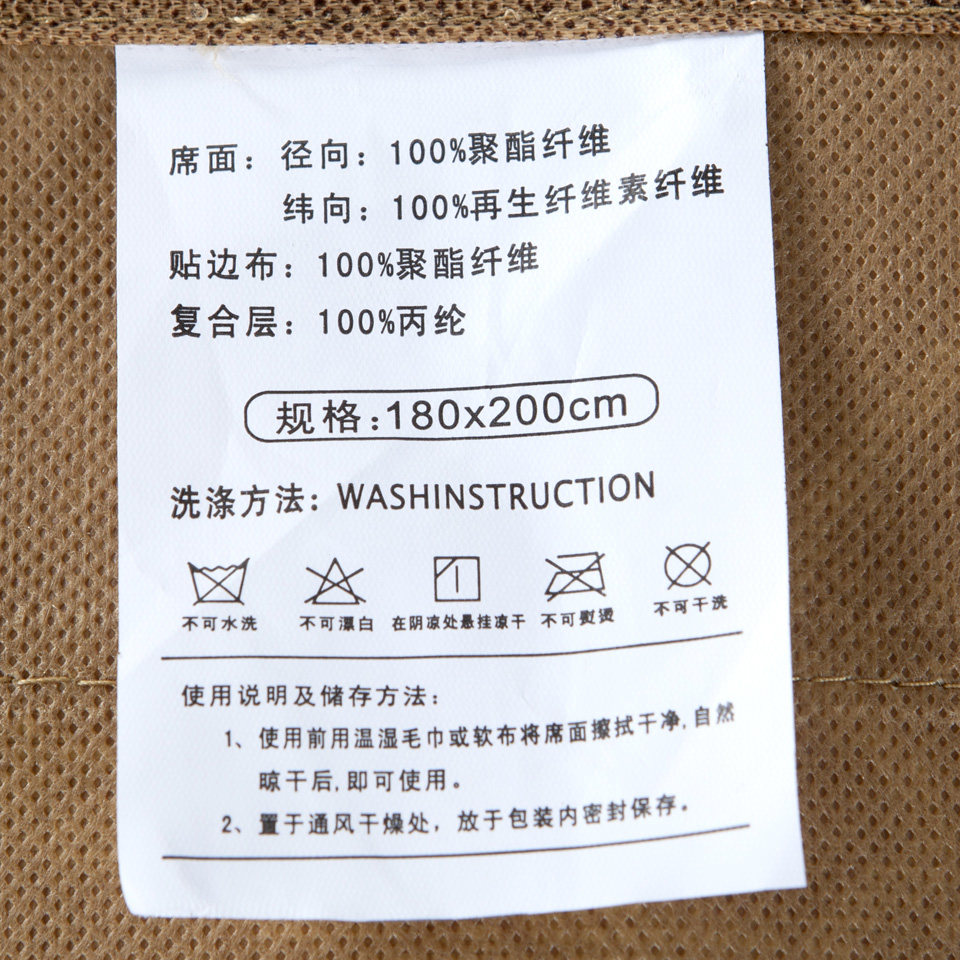 席面：径向：100%聚酯纤维
纬向：100%再生纤维素纤维
贴边布：100%聚酯纤维
复合层：100%丙纶
规格:180x200cm
洗涤方法：WASHINSTRUCTION
不可水洗 不可漂白 在阴凉处悬挂凉干 不可熨烫 不可干洗
使用说明及储存方法：
1、使用前用温湿毛巾或软布将席面擦拭干净,自然
晾干后,即可使用。
2、置于通风干燥处，放于包装内密封保存。